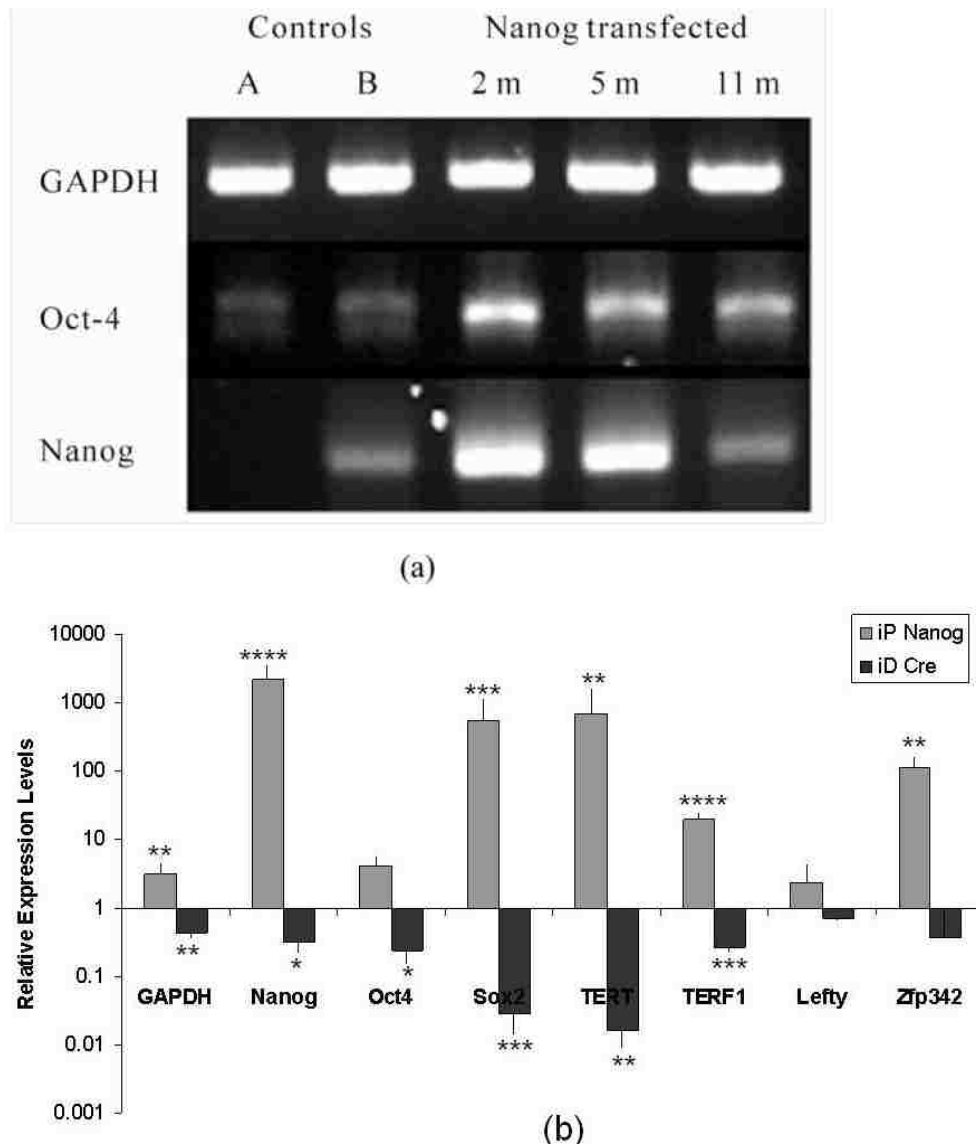 Controls Nanog transfected
A B 2 m 5 m 11 m
GAPDH
Oct-4
Nanog
(a)
iP Nanog
iD Cre
10000
1000
100
10
1
0.1
0.01
0.001
Relative Expression Levels
**** *** ** **** ** **
** * * *** ** ***
GAPDH Nanog Oct4 Sox2 TERT TERF1 Lefty Zfp342
(b)